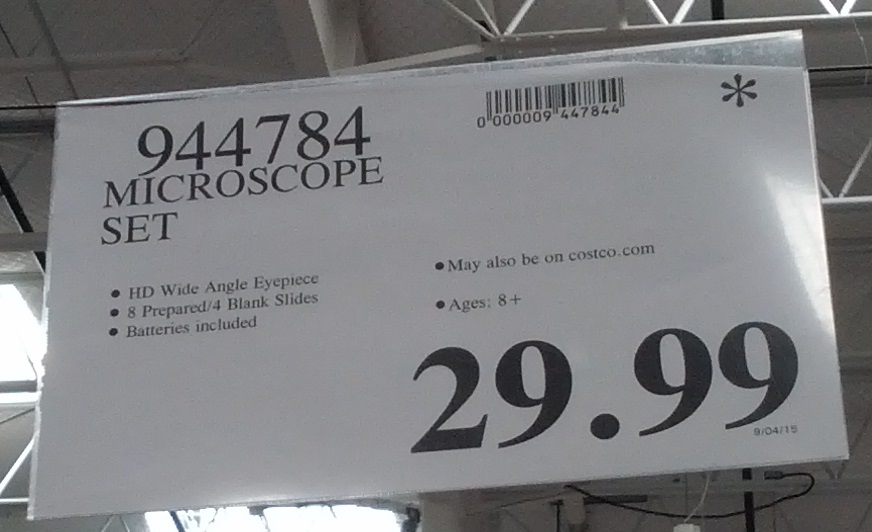 944784
MICROSCOPE
SET
0 000009 447844
*
• HD Wide Angle Eyepiece
• 8 Prepared/4 Blank Slides
• Batteries included
• May also be on costco.com
• Ages: 8+
29.99
9/04/15